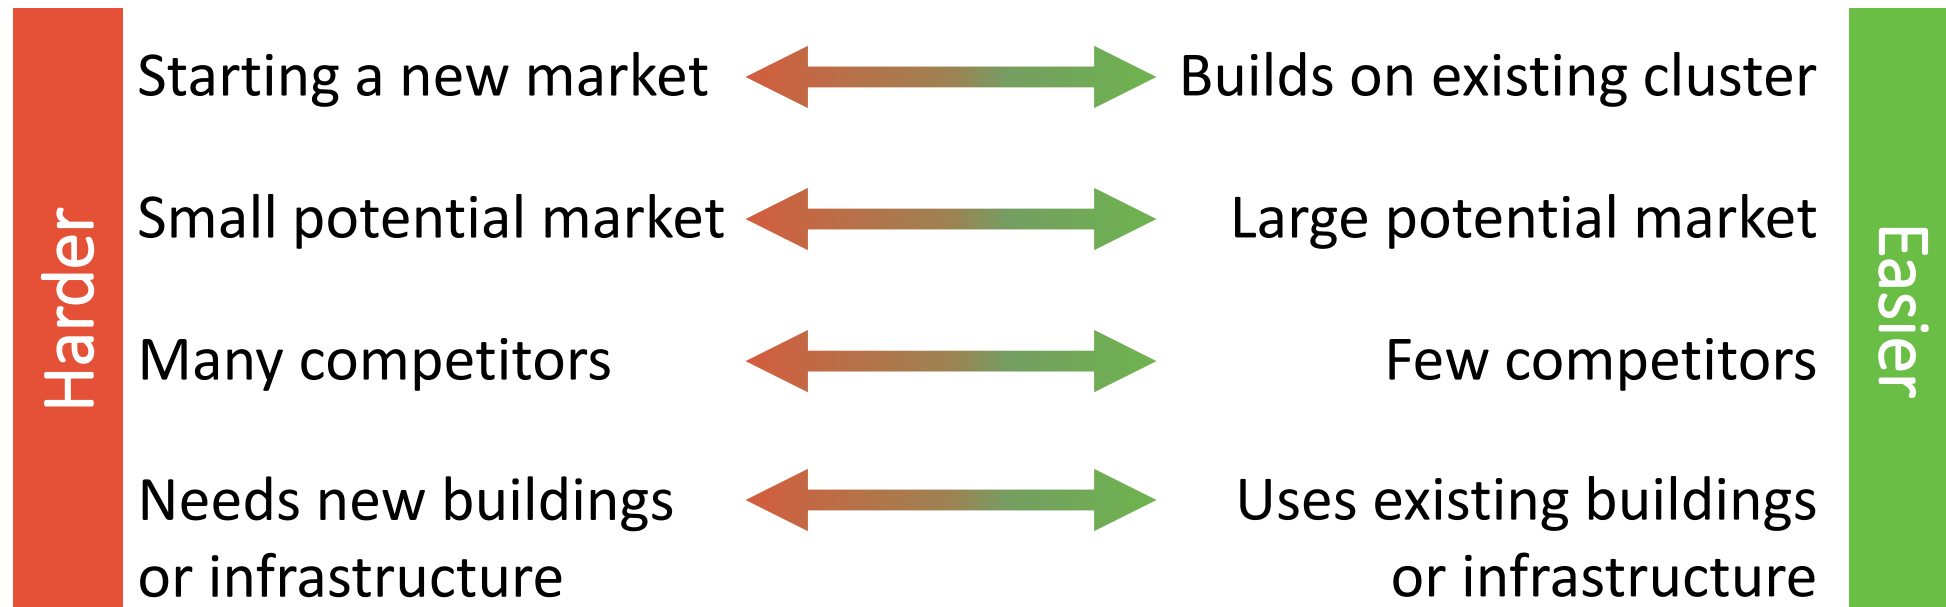 Harder
Starting a new market
Builds on existing cluster
Small potential market
Large potential market
Many competitors
Few competitors
Needs new buildings
or infrastructure
Uses existing buildings
or infrastructure
Easier